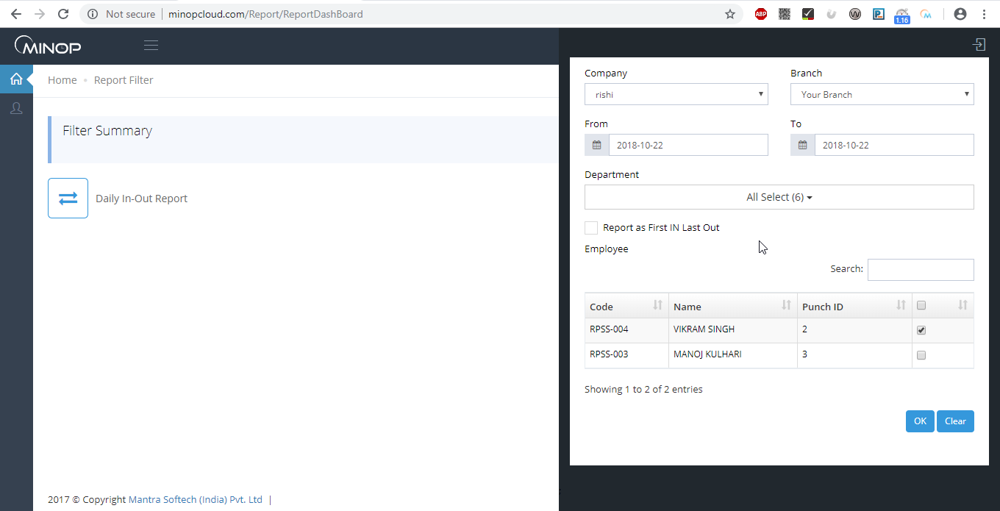 Not secure | minopcloud.com/Report/ReportDashBoard
ABP
1.16
MINOP
Home • Report Filter
Filter Summary
Daily In-Out Report
2017 © Copyright Mantra Softech (India) Pvt. Ltd |
Company Branch
rishi Your Branch
From To
2018-10-22 2018-10-22
Department
All Select (6)
Report as First IN Last Out
Employee
Search:
Code Name Punch ID
RPSS-004 VIKRAM SINGH 2
RPSS-003 MANOJ KULHARI 3
Showing 1 to 2 of 2 entries
OK Clear